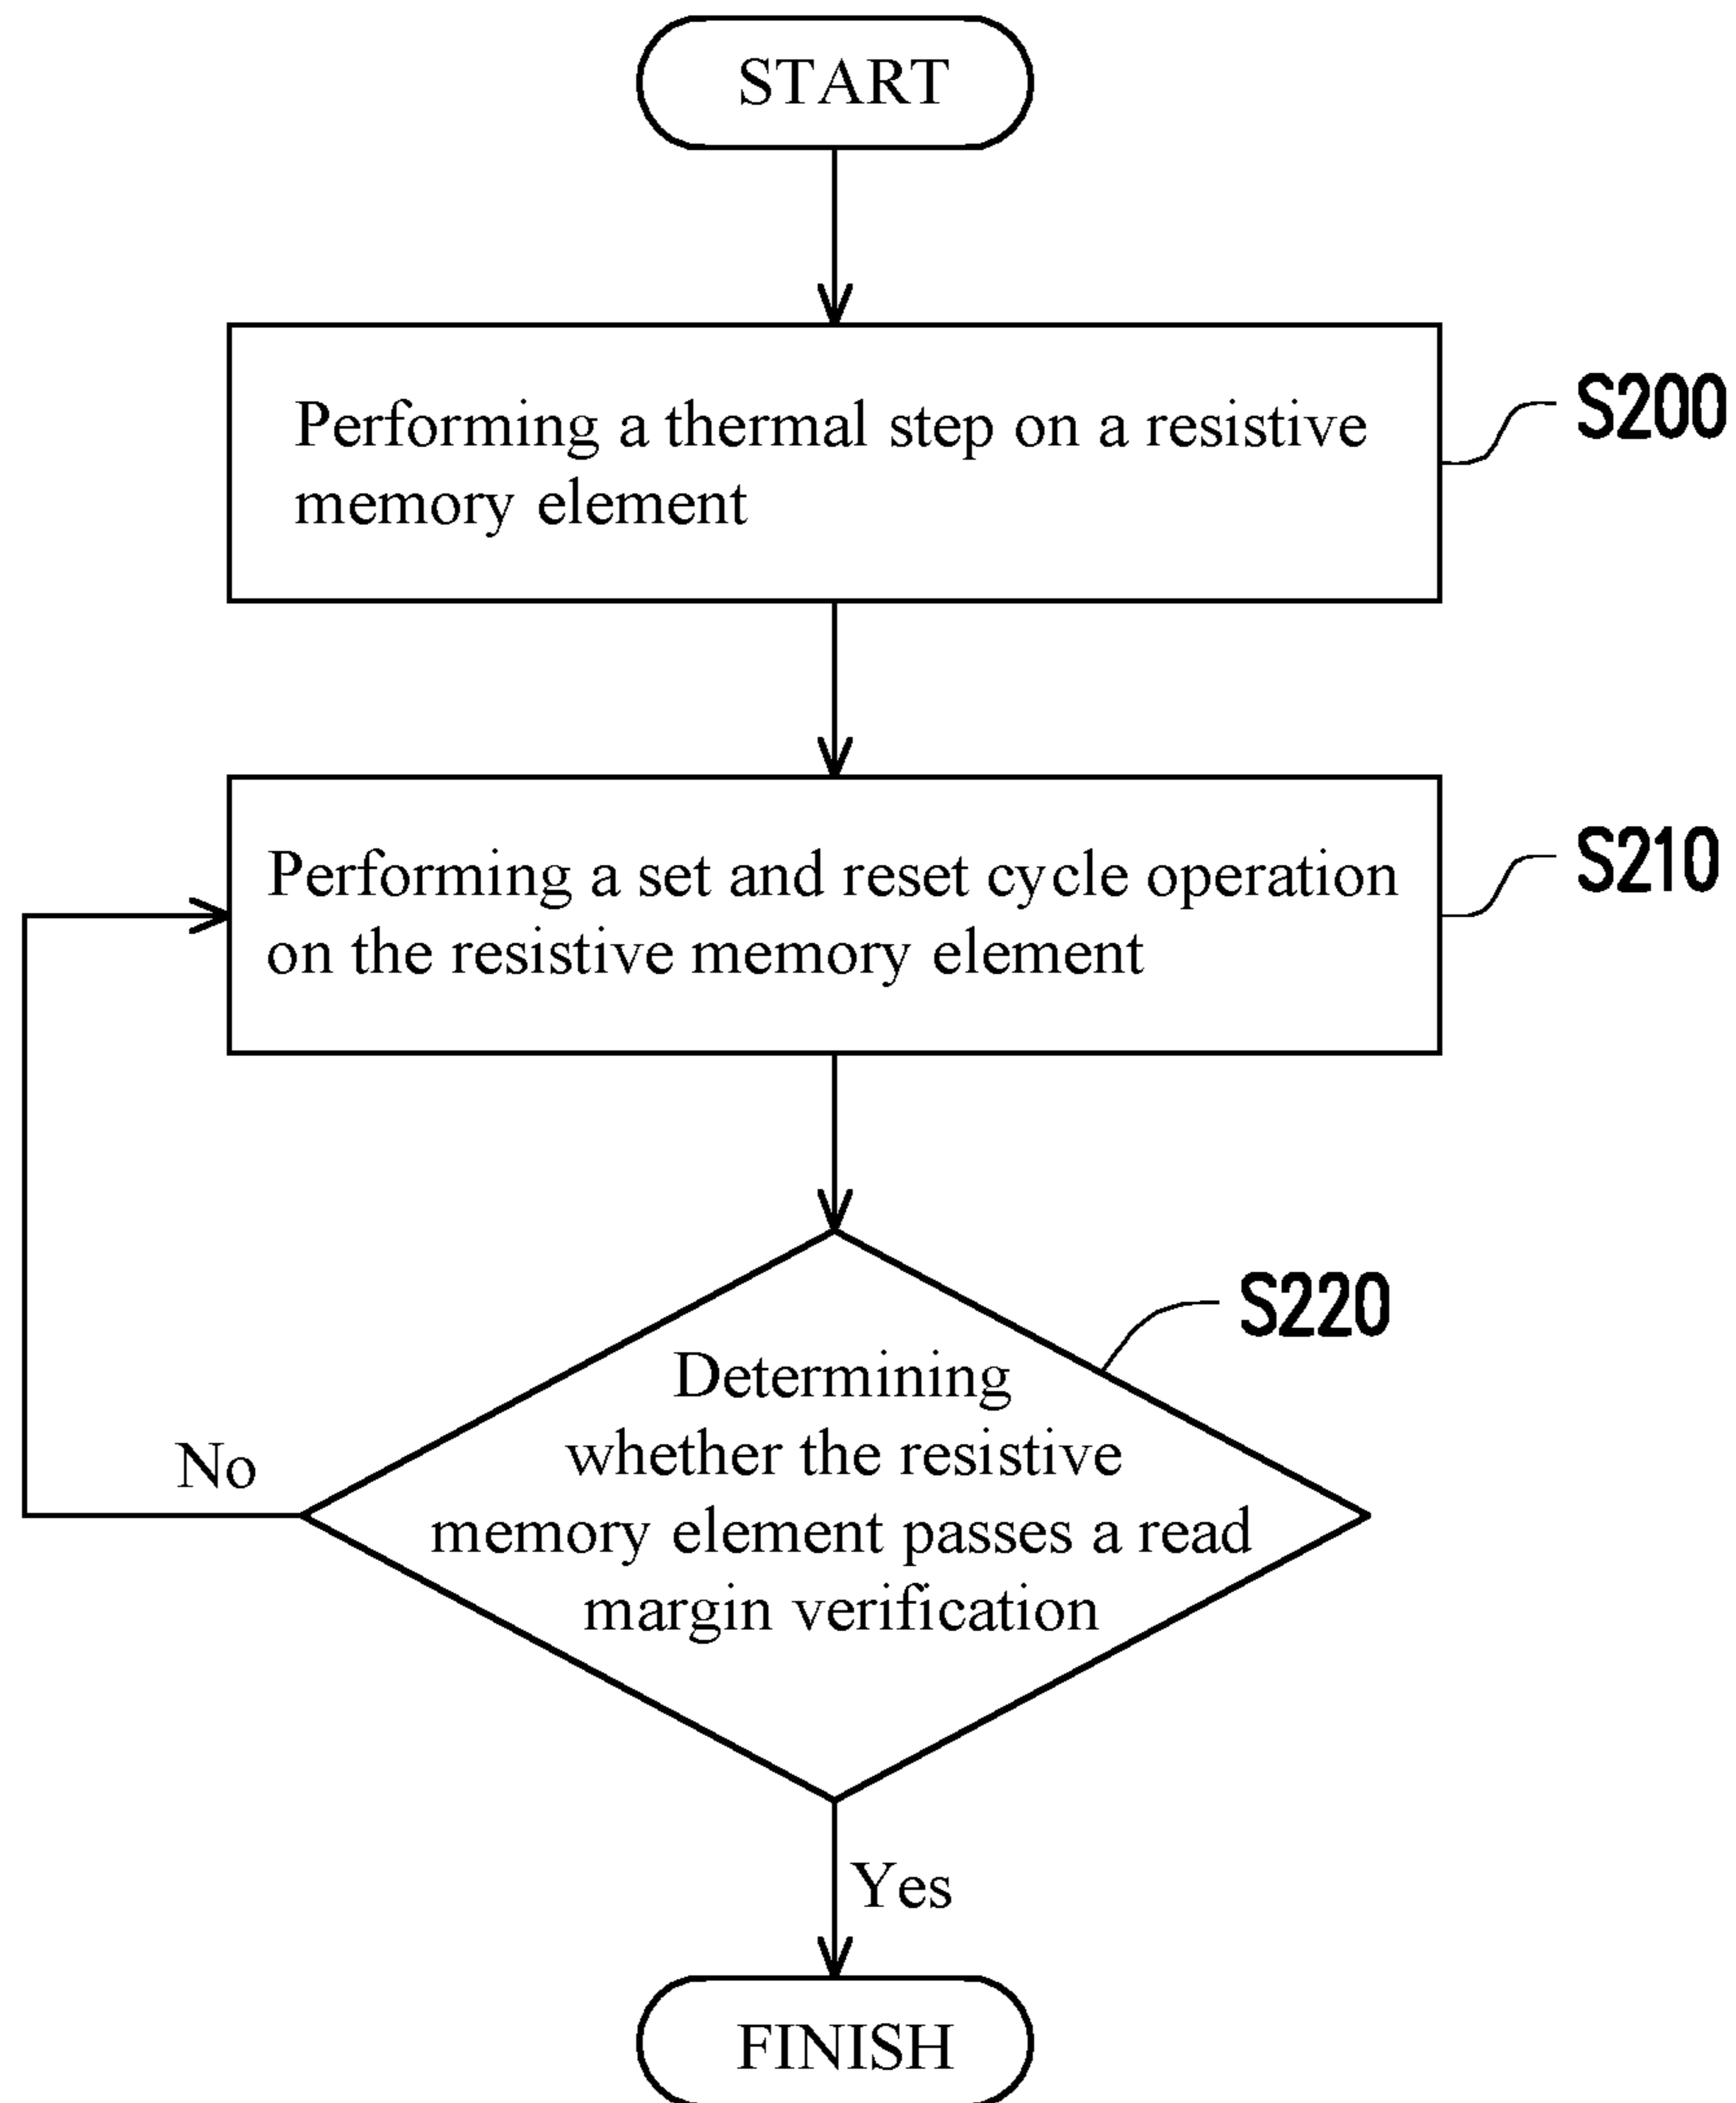 START
Performing a thermal step on a resistive
memory element
S200
Performing a set and reset cycle operation
on the resistive memory element
S210
S220
Determining
whether the resistive
memory element passes a read
margin verification
No
Yes
FINISH